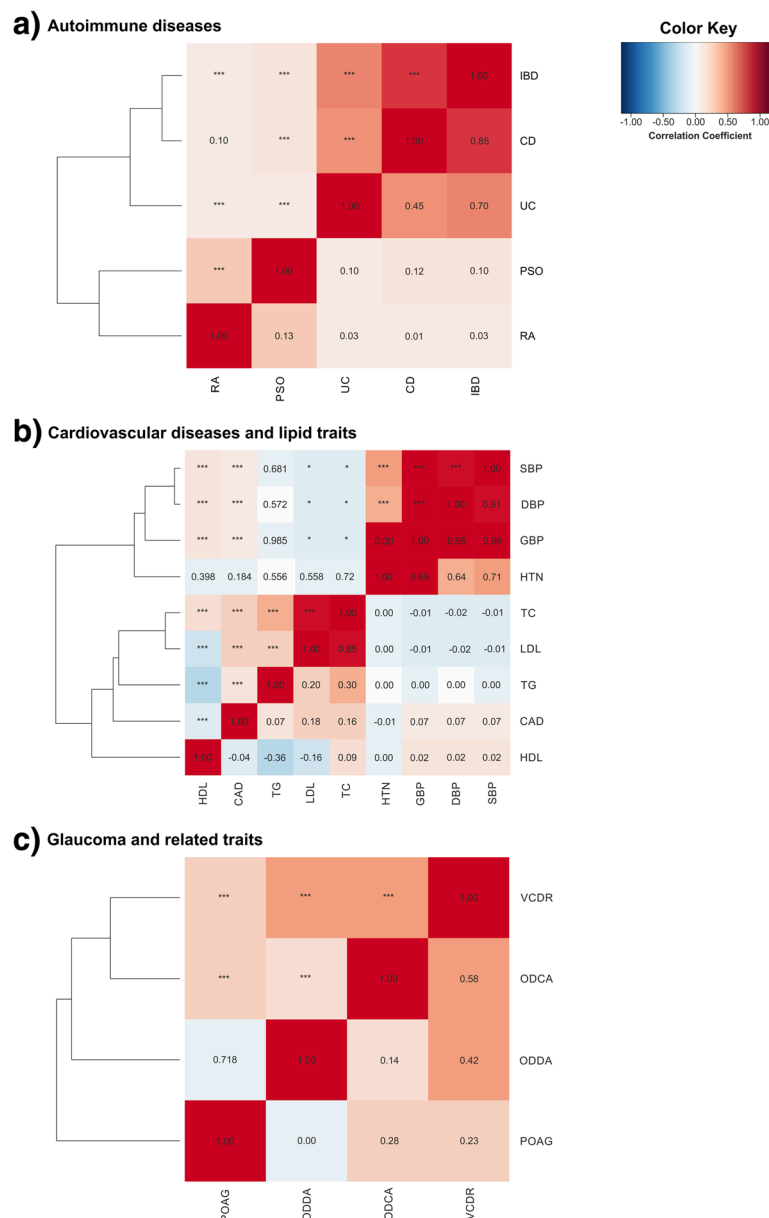 a) Autoimmune diseases
Color Key
-1.00 -0.50 0.00 0.50 1.00
Correlation Coefficient
*** *** *** *** 1.00 IBD
0.10 *** *** 1.00 0.85 CD
*** *** 1.00 0.45 0.70 UC
*** 1.00 0.10 0.12 0.10 PSO
1.00 0.13 0.03 0.01 0.03 RA
RA PSO UC CD IBD
b) Cardiovascular diseases and lipid traits
*** *** 0.681 * * *** *** *** 1.00 SBP
*** *** 0.572 * * *** *** 1.00 0.91 DBP
*** *** 0.985 * * 0.00 1.00 0.95 0.98 GBP
0.398 0.184 0.556 0.558 0.72 1.00 0.69 0.64 0.71 HTN
*** *** *** *** 1.00 0.00 -0.01 -0.02 -0.01 TC
*** *** *** 1.00 0.85 0.00 -0.01 -0.02 -0.01 LDL
*** *** 1.00 0.20 0.30 0.00 0.00 0.00 0.00 TG
*** 1.00 0.07 0.18 0.16 -0.01 0.07 0.07 0.07 CAD
1.00 -0.04 -0.36 -0.16 0.09 0.00 0.02 0.02 0.02 HDL
HDL CAD TG LDL TC HTN GBP DBP SBP
c) Glaucoma and related traits
*** *** *** 1.00 VCDR
*** *** 1.00 0.58 ODCA
0.718 1.00 0.14 0.42 ODDA
1.00 0.00 0.28 0.23 POAG
POAG ODDA ODCA VCDR